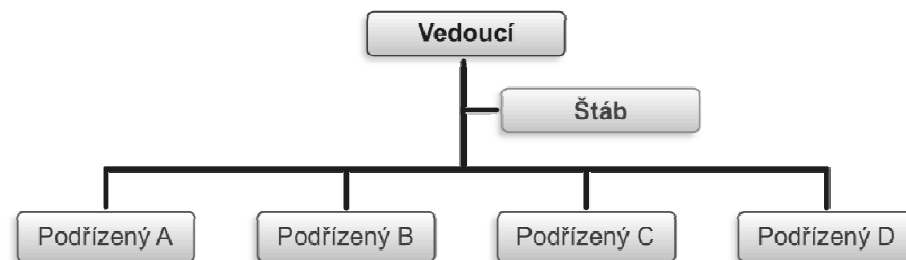 Vedoucí
Štáb
Podřízený A
Podřízený B
Podřízený C
Podřízený D